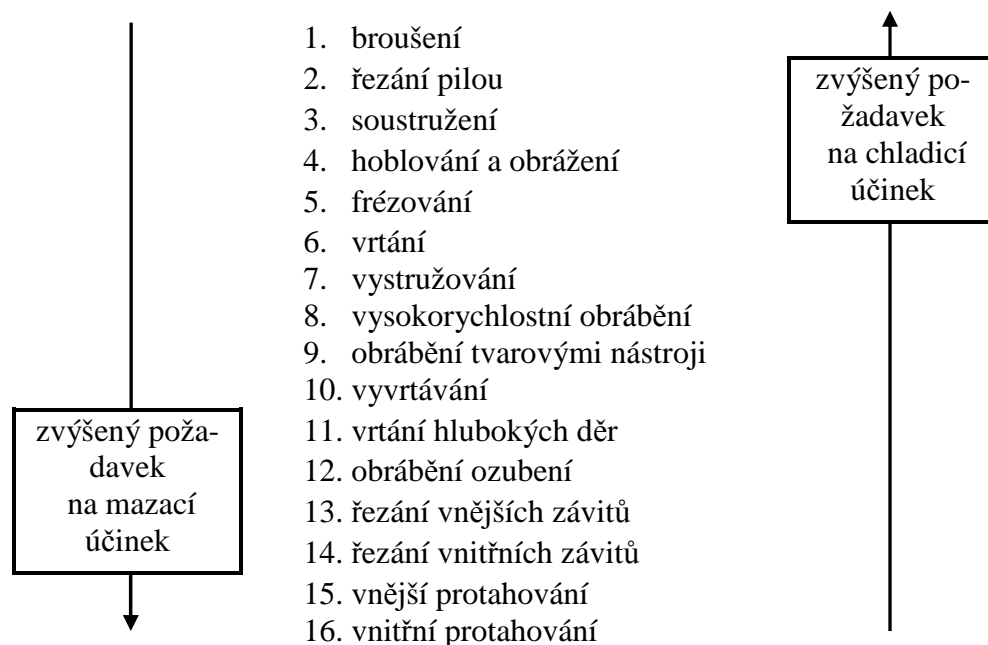 1. broušení
2. řezání pilou
3. soustružení
4. hoblování a obrážení
5. frézování
6. vrtání
7. vystružování
8. vysokorychlostní obrábění
9. obrábění tvarovými nástroji
10. vyvrtávání
11. vrtání hlubokých děr
12. obrábění ozubení
13. řezání vnějších závitů
14. řezání vnitřních závitů
15. vnější protahování
16. vnitřní protahování
zvýšený poža-
davek
na mazací
účinek
zvýšený po-
žadavek
na chladicí
účinek